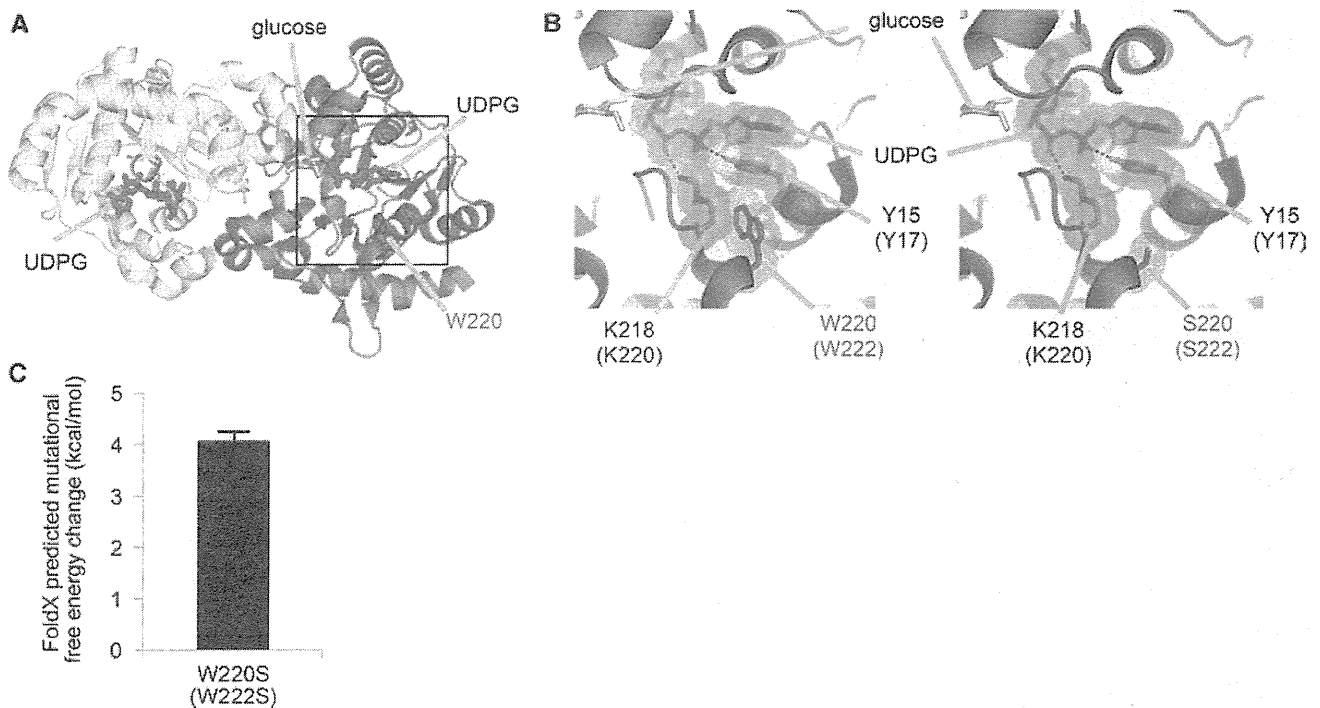 A
glucose
UDPG
UDPG
W220
B
glucose
UDPG
Y15
(Y17)
Y15
(Y17)
K218
(K220)
W220
(W222)
K218
(K220)
S220
(S222)
C
FoldX predicted mutational
free energy change (kcal/mol)
5
4
3
2
1
0
W220S
(W222S)